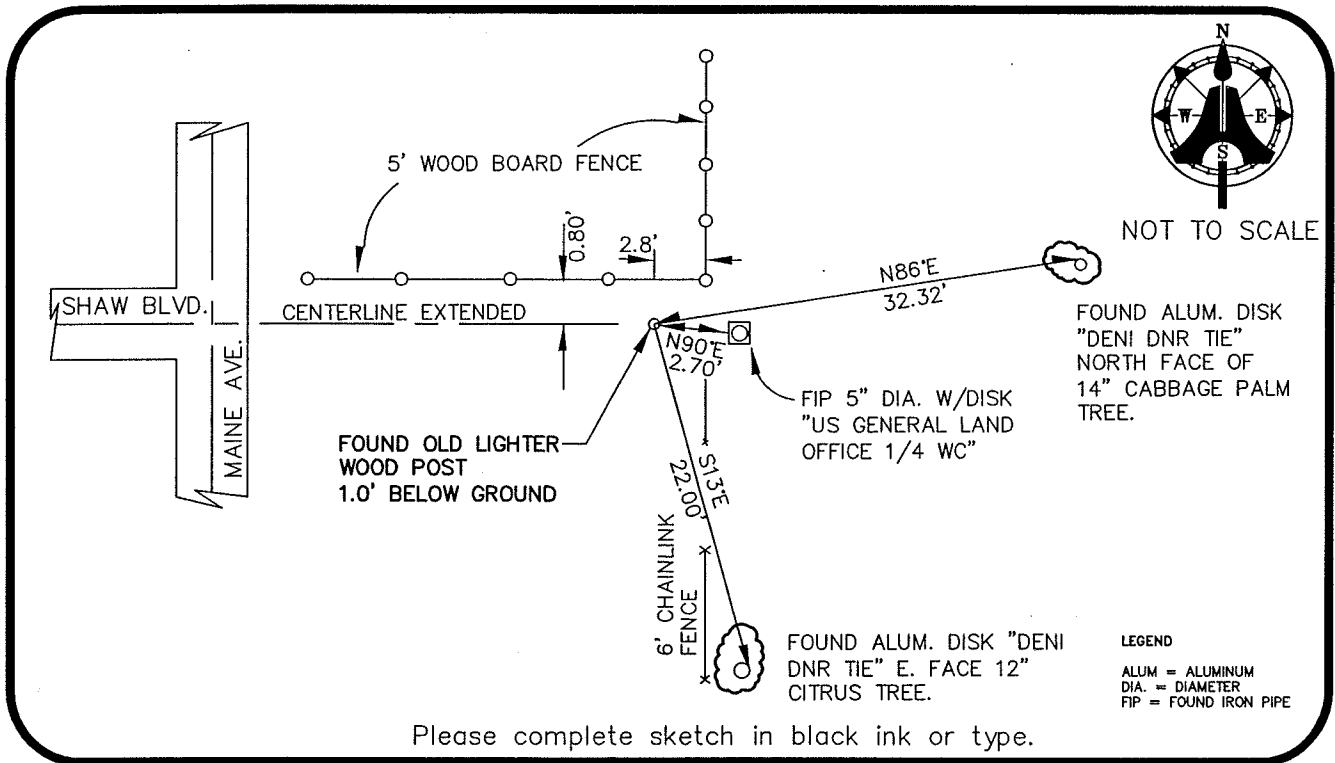 N
W
E
S
NOT TO SCALE
5' WOOD BOARD FENCE
0.80'
2.8'
N86°E
32.32'
SHAW BLVD.
CENTERLINE EXTENDED
MAINE AVE.
N90°E
2.70'
FOUND ALUM. DISK
"DENI DNR TIE"
NORTH FACE OF
14" CABBAGE PALM
TREE.
FIP 5" DIA. W/DISK
"US GENERAL LAND
OFFICE 1/4 WC"
FOUND OLD LIGHTER
WOOD POST
1.0' BELOW GROUND
S13°E
22.00'
6' CHAINLINK
FENCE
FOUND ALUM. DISK "DENI
DNR TIE" E. FACE 12"
CITRUS TREE.
LEGEND
ALUM = ALUMINUM
DIA. = DIAMETER
FIP = FOUND IRON PIPE
Please complete sketch in black ink or type.